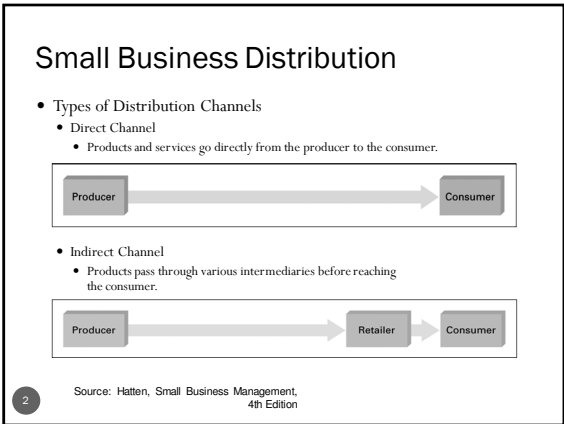 Small Business Distribution
• Types of Distribution Channels
• Direct Channel
• Products and services go directly from the producer to the consumer.
Producer Consumer
• Indirect Channel
• Products pass through various intermediaries before reaching
the consumer.
Producer Retailer Consumer
2
Source: Hatten, Small Business Management,
4th Edition